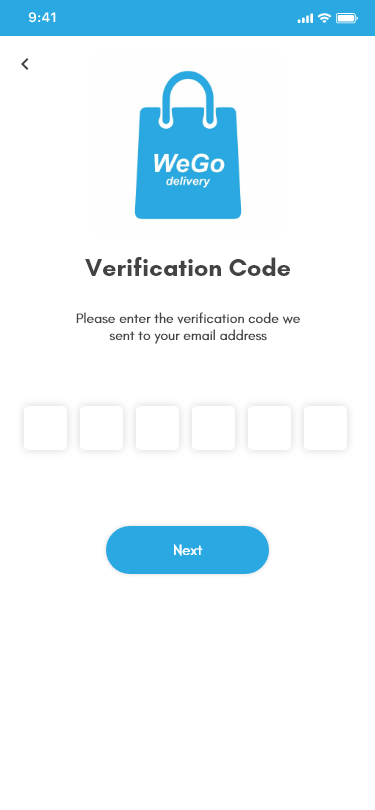 9:41
WeGo
delivery
Verification Code
Please enter the verification code we
sent to your email address
Next